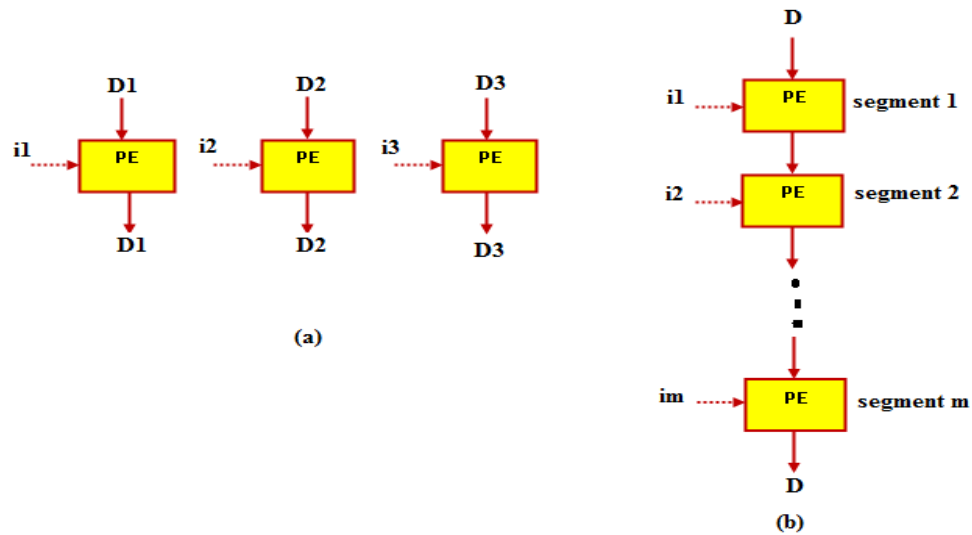 D1 D2 D3
i1 PE i2 PE i3 PE
D1 D2 D3
(a)
D
i1 PE segment 1
i2 PE segment 2
im PE segment m
D
(b)